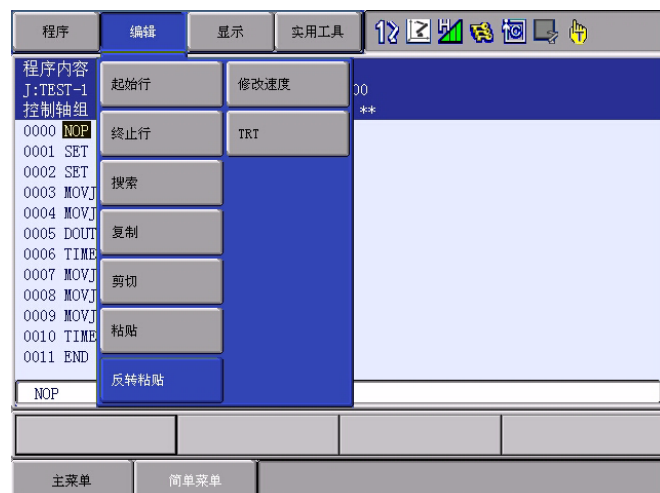 程序 编辑 显示 实用工具
程序内容
J:TEST-1 00
控制轴组 **
起始行 修改速度
终止行 TRT
搜索
复制
剪切
粘贴
反转粘贴
0000 NOP
0001 SET
0002 SET
0003 MOVJ
0004 MOVJ
0005 DOUT
0006 TIME
0007 MOVJ
0008 MOVJ
0009 MOVJ
0010 TIME
0011 END
NOP
主菜单 简单菜单